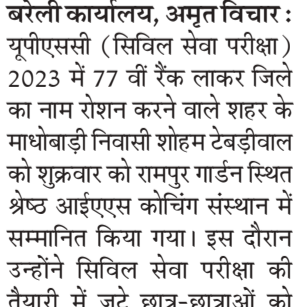 बरेली कार्यालय, अमृत विचार :
यूपीएससी (सिविल सेवा परीक्षा)
2023 में 77 वीं रैंक लाकर जिले
का नाम रोशन करने वाले शहर के
माधोबाड़ी निवासी शोहम टेबड़ीवाल
को शुक्रवार को रामपुर गार्डन स्थित
श्रेष्ठ आईएएस कोचिंग संस्थान में
सम्मानित किया गया। इस दौरान
उन्होंने सिविल सेवा परीक्षा की
तैयारी में जुटे छात्र-छात्राओं को